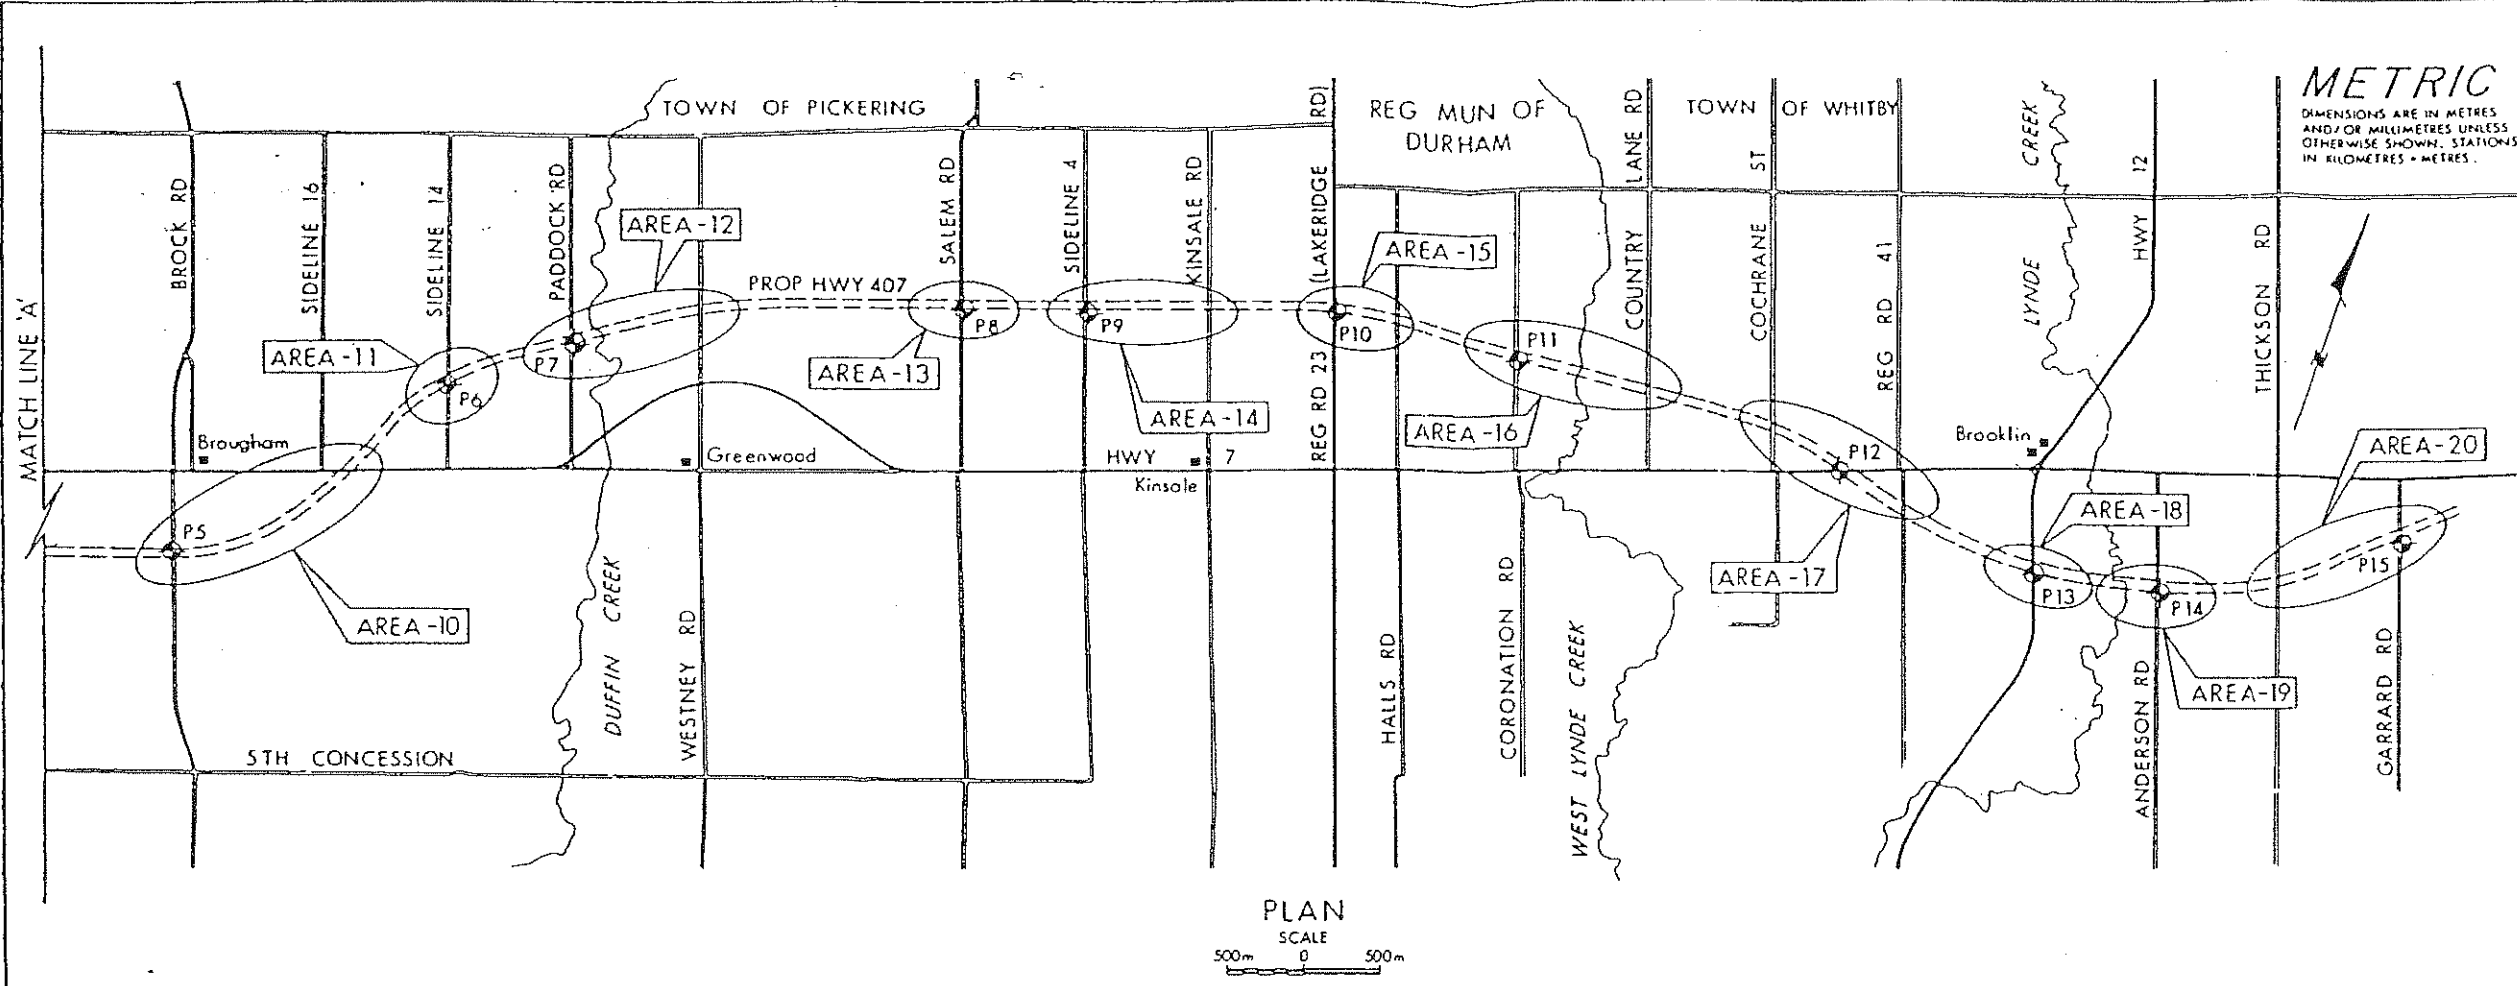 METRIC
DIMENSIONS ARE IN METRES
AND/OR MILLIMETRES UNLESS
OTHERWISE SHOWN. STATIONS
IN KILOMETRES + METRES.
TOWN OF PICKERING
REG MUN OF
DURHAM
TOWN OF WHITBY
MATCH LINE 'A'
BROCK RD
SIDELINE 16
SIDELINE 14
PADDOCK RD
SALEM RD
SIDELINE 4
KINSALE RD
REG RD 23 (LAKERIDGE RD)
COUNTRY LANE RD
COCHRANE ST
REG RD 41
LYNDE CREEK
HWY 12
THICKSON RD
AREA-12
AREA-15
PROP HWY 407
P5
P6
P7
P8
P9
P10
P11
P12
P13
P14
P15
AREA-11
AREA-13
AREA-14
AREA-16
AREA-20
AREA-18
AREA-17
AREA-10
AREA-19
Brougham
Greenwood
HWY 7
Kinsale
Brooklin
DUFFIN CREEK
WESTNEY RD
HALLS RD
CORONATION RD
WEST LYNDE CREEK
ANDERSON RD
GARRARD RD
5TH CONCESSION
PLAN
SCALE
500m 0 500m